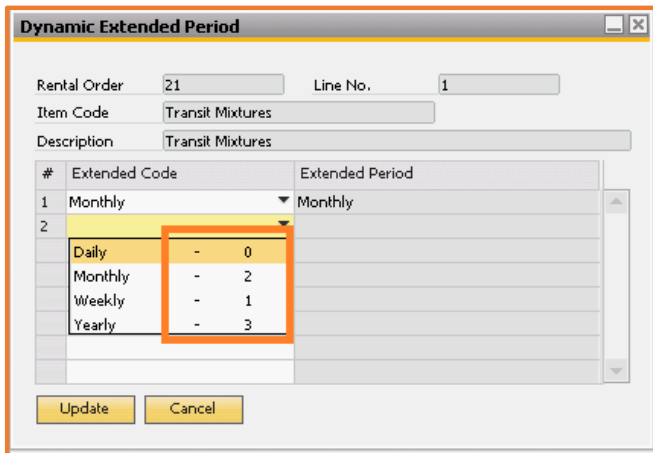 Dynamic Extended Period
Rental Order 21 Line No. 1
Item Code Transit Mixtures
Description Transit Mixtures
# Extended Code Extended Period
1 Monthly Monthly
2
Daily - 0
Monthly - 2
Weekly - 1
Yearly - 3
Update Cancel